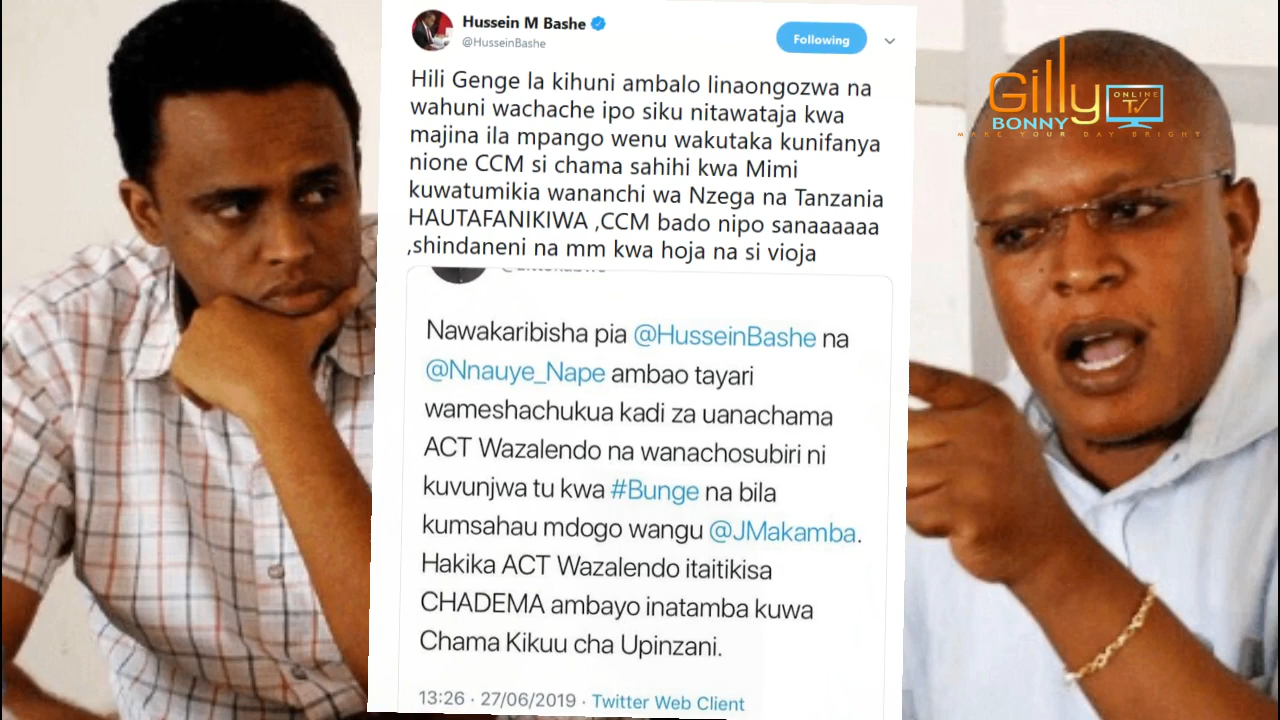 Hussein M Bashe
@HusseinBashe
Following
Hili Genge la kihuni ambalo linaongozwa na
wahuni wachache ipo siku nitawataja kwa
majina ila mpango wenu wakutaka kunifanya
nione CCM si chama sahihi kwa Mimi
kuwatumikia wananchi wa Nzega na Tanzania
HAUTAFANIKIWA ,CCM bado nipo sanaaaaaa
,shindaneni na mm kwa hoja na si vioja
Nawakaribisha pia @HusseinBashe na
@Nnauye_Nape ambao tayari
wameshachukua kadi za uanachama
ACT Wazalendo na wanachosubiri ni
kuvunjwa tu kwa #Bunge na bila
kumsahau mdogo wangu @JMakamba.
Hakika ACT Wazalendo itaitikisa
CHADEMA ambayo inatamba kuwa
Chama Kikuu cha Upinzani.
13:26 · 27/06/2019 · Twitter Web Client
Gilly
BONNY
ONLINE
TV
MAKE YOUR DAY BRIGHT